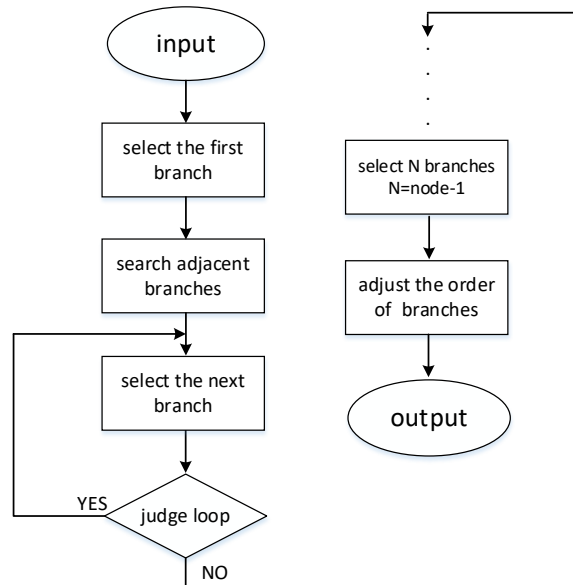 input
select the first
branch
search adjacent
branches
select the next
branch
YES
judge loop
NO
select N branches
N=node-1
adjust the order
of branches
output